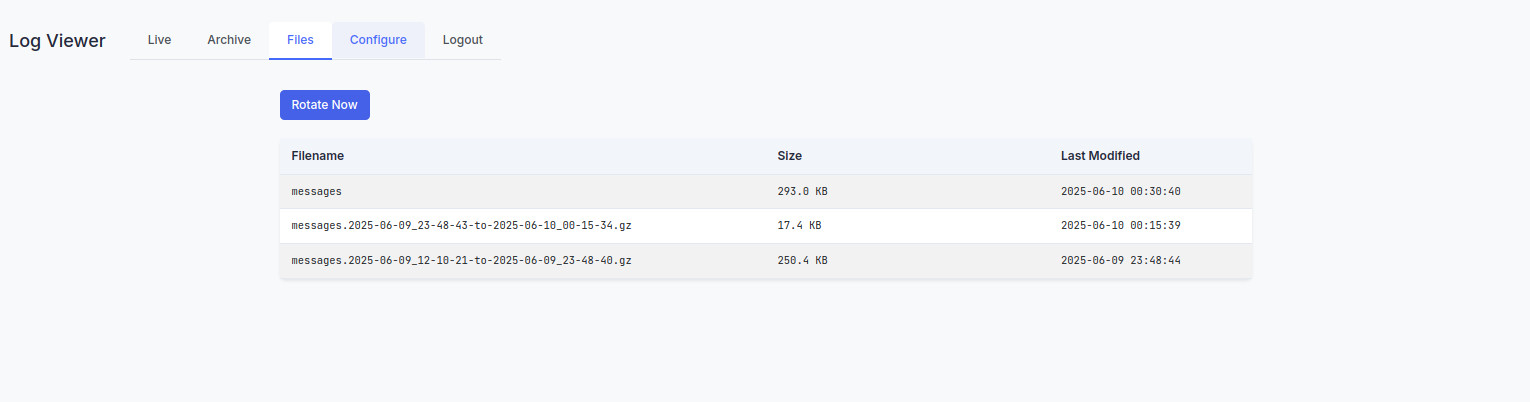 Log Viewer Live Archive Files Configure Logout
Rotate Now
Filename Size Last Modified
messages 293.0 KB 2025-06-10 00:30:40
messages.2025-06-09_23-48-43-to-2025-06-10_00-15-34.gz 17.4 KB 2025-06-10 00:15:39
messages.2025-06-09_12-10-21-to-2025-06-09_23-48-40.gz 250.4 KB 2025-06-09 23:48:44